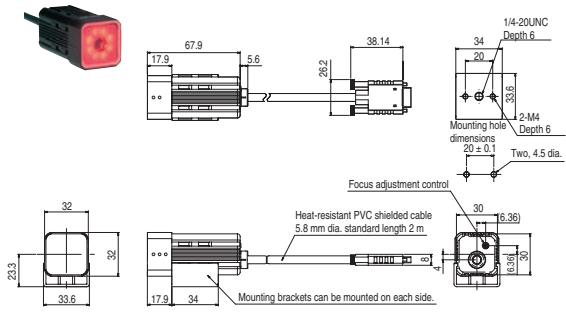 67.9
17.9
5.6
38.14
26.2
1/4-20UNC
Depth 6
34
20
33.6
2-M4
Depth 6
Mounting hole
dimensions
20 ± 0.1
Two, 4.5 dia.
Focus adjustment control
32
32
23.3
33.6
Heat-resistant PVC shielded cable
5.8 mm dia. standard length 2 m
17.9
34
Mounting brackets can be mounted on each side.
8
4
30
(6.36)
(6.36)
30